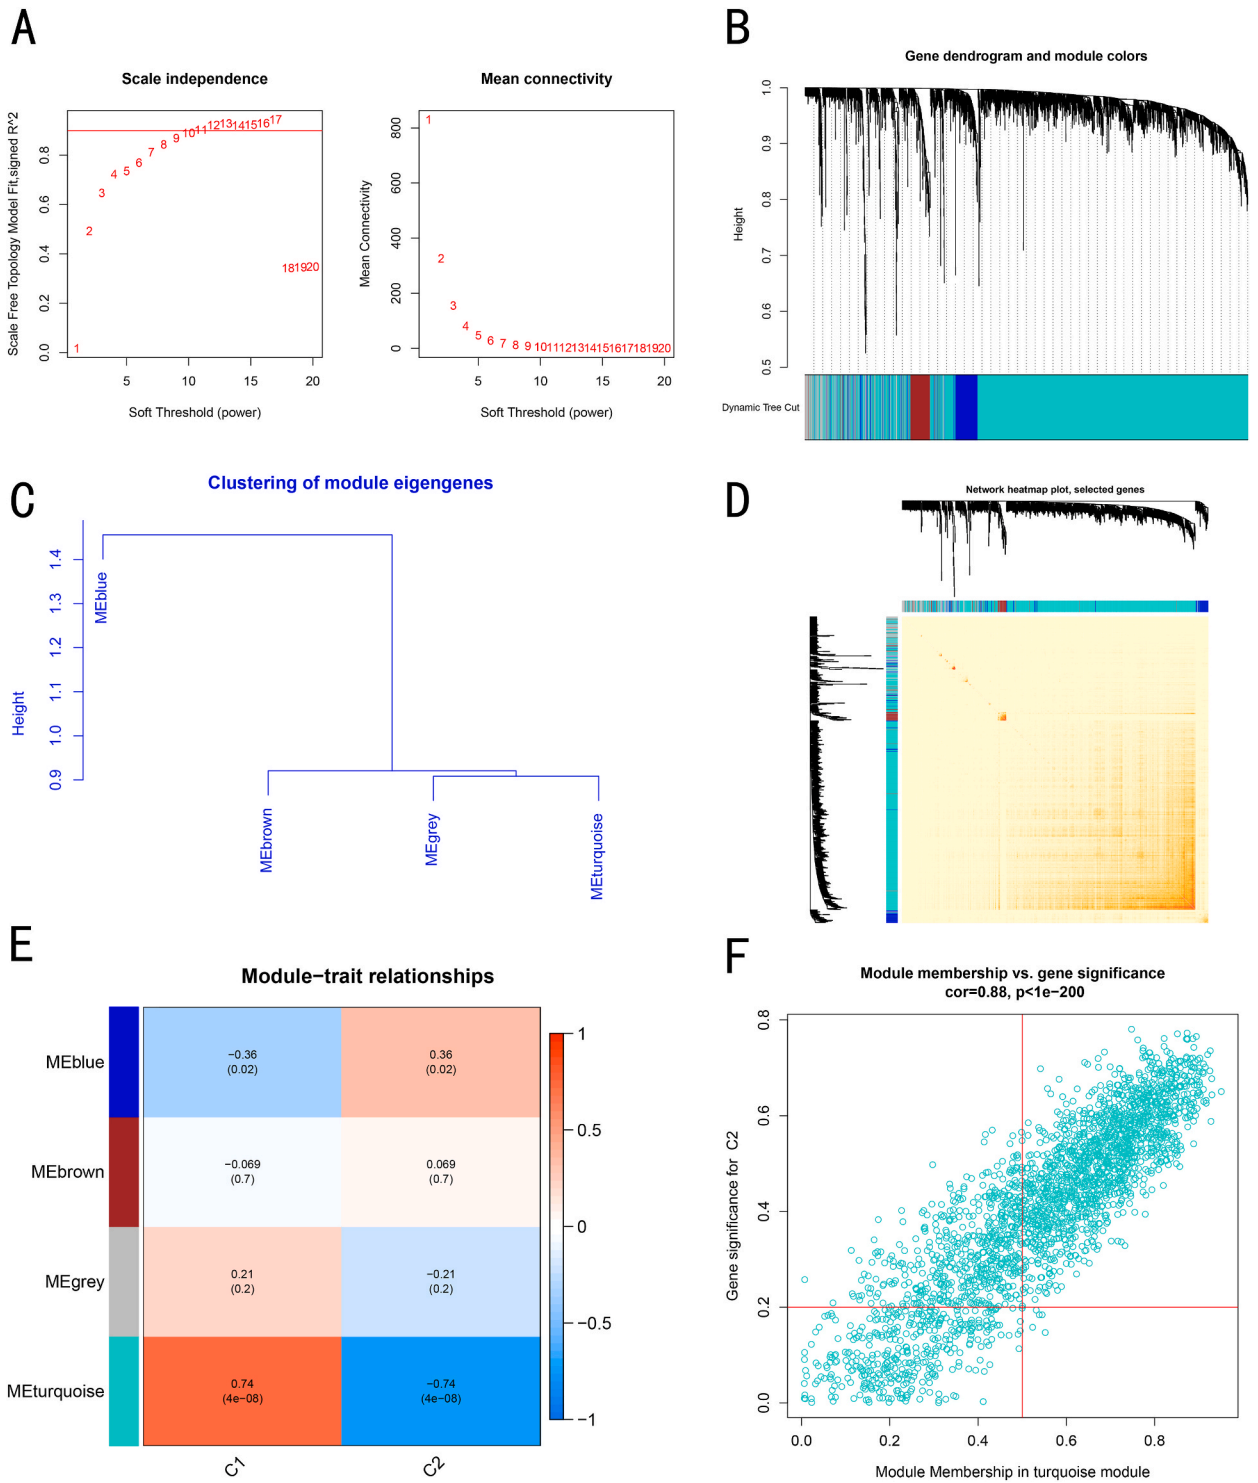 A
Scale independence
Scale Free Topology Model Fit,signed R^2
0.0
0.2
0.4
0.6
0.8
1
2
3
4
5
6
7
8
9
10
11
12
13
14
15
16
17
18
19
20
5
10
15
20
Soft Threshold (power)
Mean connectivity
Mean Connectivity
0
200
400
600
800
1
2
3
4
5
6
7
8
9
10
11
12
13
14
15
16
17
18
19
20
5
10
15
20
Soft Threshold (power)
B
Gene dendrogram and module colors
Height
1.0
0.9
0.8
0.7
0.6
0.5
Dynamic Tree Cut
C
Clustering of module eigengenes
Height
1.4
1.3
1.2
1.1
1.0
0.9
MEblue
MEbrown
MEgrey
MEturquoise
D
Network heatmap plot, selected genes
E
Module−trait relationships
MEblue
−0.36
(0.02)
0.36
(0.02)
MEbrown
−0.069
(0.7)
0.069
(0.7)
MEgrey
0.21
(0.2)
−0.21
(0.2)
MEturquoise
0.74
(4e−08)
−0.74
(4e−08)
C1
C2
1
0.5
0
−0.5
−1
F
Module membership vs. gene significance
cor=0.88, p<1e−200
Gene significance for C2
0.8
0.6
0.4
0.2
0.0
0.0
0.2
0.4
0.6
0.8
Module Membership in turquoise module